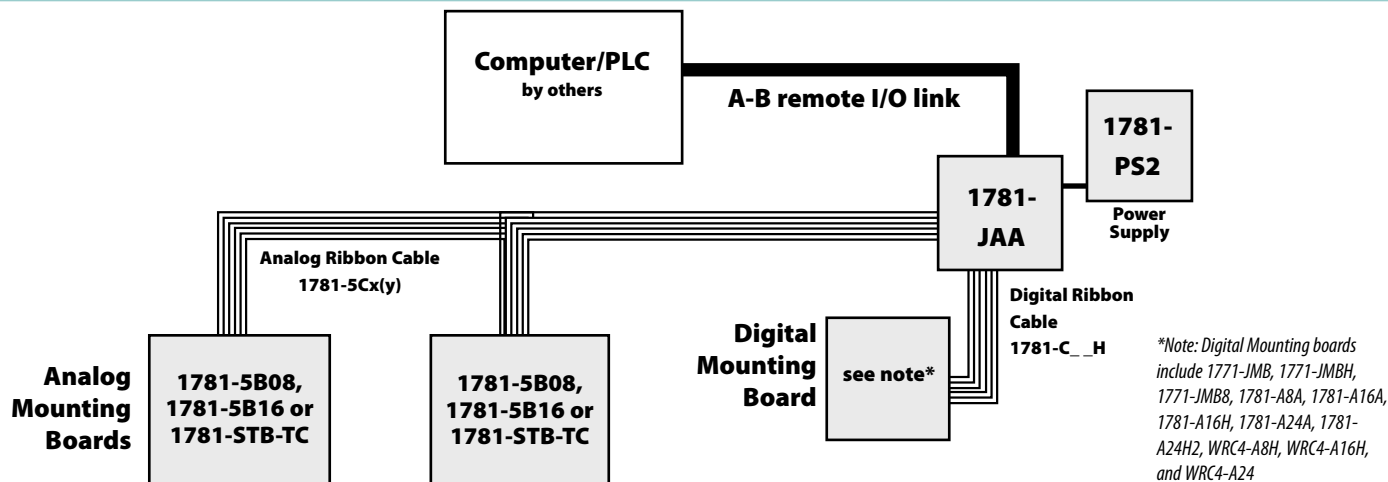 Computer/PLC
by others
A-B remote I/O link
1781-
PS2
Power
Supply
1781-
JAA
Analog Ribbon Cable
1781-5Cx(y)
Digital Ribbon
Cable
1781-C_ _H
Analog
Mounting
Boards
1781-5B08,
1781-5B16 or
1781-STB-TC
1781-5B08,
1781-5B16 or
1781-STB-TC
Digital
Mounting
Board
see note*
*Note: Digital Mounting boards
include 1771-JMB, 1771-JMBH,
1771-JMB8, 1781-A8A, 1781-A16A,
1781-A16H, 1781-A24A, 1781-
A24H2, WRC4-A8H, WRC4-A16H,
and WRC4-A24